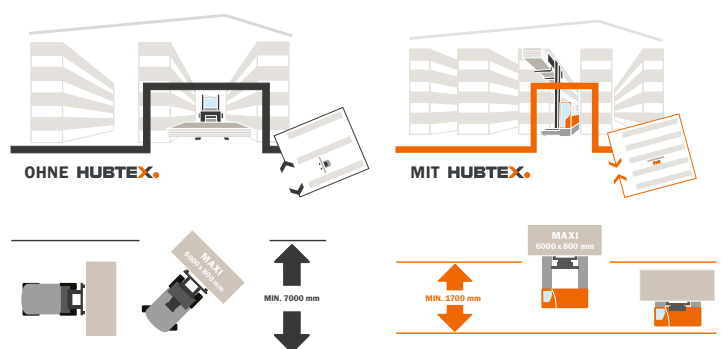 OHNE HUBTEX
MIT HUBTEX
MAXI
6000 x 800 mm
MIN. 7000 mm
MAXI
6000 x 800 mm
MIN. 1700 mm